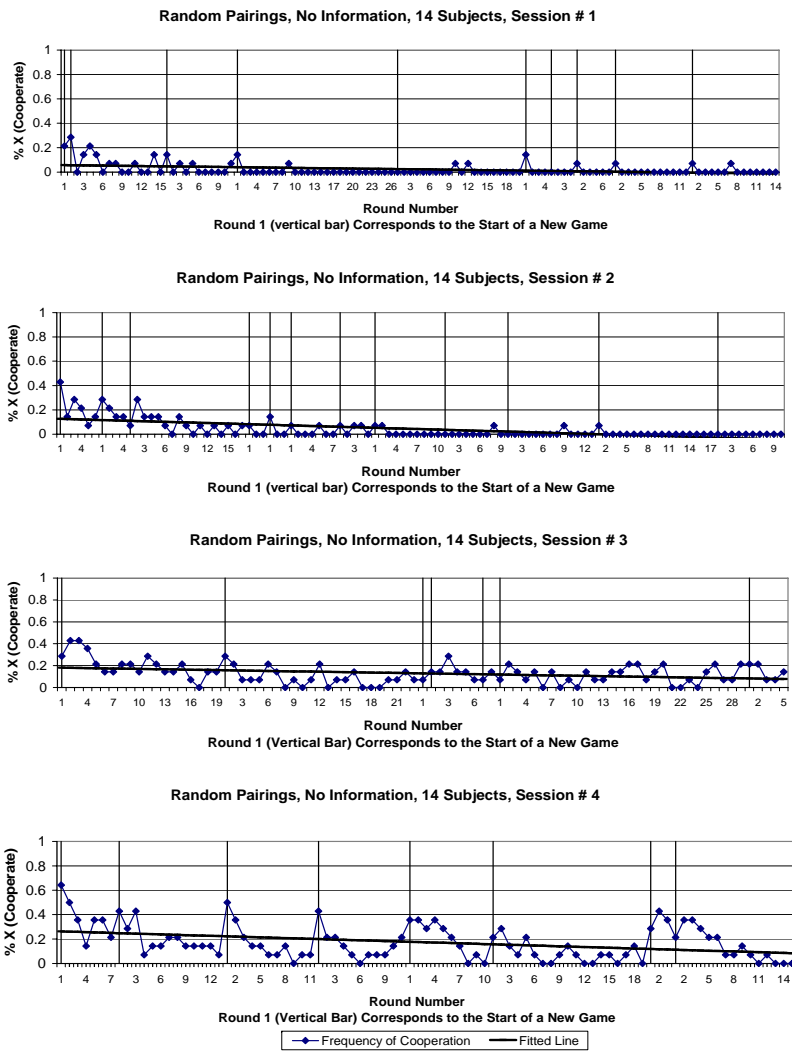 Random Pairings, No Information, 14 Subjects, Session # 1
% X (Cooperate)
1
0.8
0.6
0.4
0.2
0
1 3 6 9 12 15 3 6 9 1 4 7 10 13 17 20 23 26 3 6 9 12 15 18 1 4 3 1 6 2 5 8 11 2 5 8 11 14
Round Number
Round 1 (vertical bar) Corresponds to the Start of a New Game
Random Pairings, No Information, 14 Subjects, Session # 2
% X (Cooperate)
1
0.8
0.6
0.4
0.2
0
1 4 1 4 3 6 9 12 15 1 1 1 4 7 3 1 4 7 10 3 6 9 3 6 9 12 2 5 8 11 14 17 3 6 9
Round Number
Round 1 (vertical bar) Corresponds to the Start of a New Game
Random Pairings, No Information, 14 Subjects, Session # 3
% X (Cooperate)
1
0.8
0.6
0.4
0.2
0
1 4 7 10 13 16 19 3 6 9 12 15 18 21 1 3 6 1 4 7 10 13 16 19 22 25 28 2 5
Round Number
Round 1 (Vertical Bar) Corresponds to the Start of a New Game
Random Pairings, No Information, 14 Subjects, Session # 4
% X (Cooperate)
1
0.8
0.6
0.4
0.2
0
1 4 7 3 6 9 12 2 5 8 11 3 6 9 1 4 7 10 3 6 9 12 15 18 2 2 5 8 11 14
Round Number
Round 1 (Vertical Bar) Corresponds to the Start of a New Game
Frequency of Cooperation Fitted Line